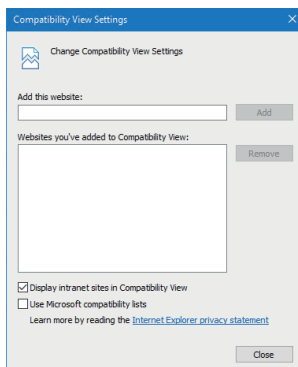 Compatibility View Settings
Change Compatibility View Settings
Add this website:
Add
Websites you've added to Compatibility View:
Remove
Display intranet sites in Compatibility View
Use Microsoft compatibility lists
Learn more by reading the Internet Explorer privacy statement
Close